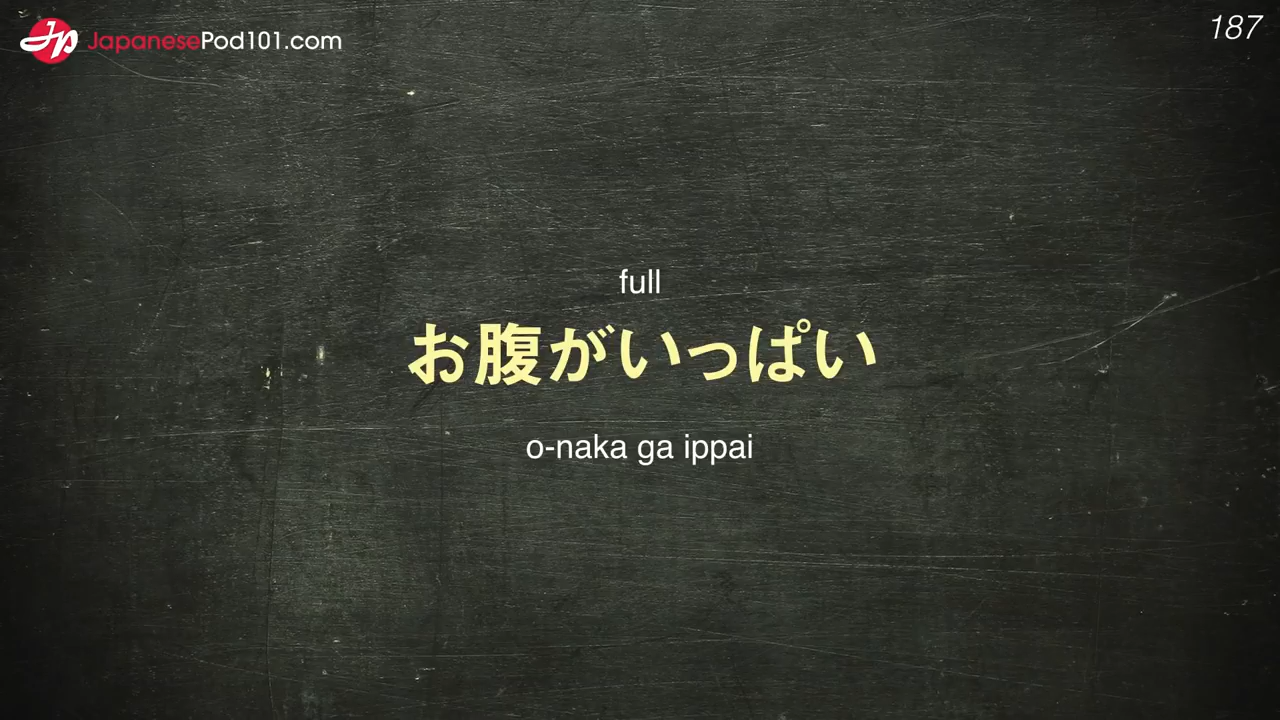 JapanesePod101.com
187
full
お腹がいっぱい
o-naka ga ippai